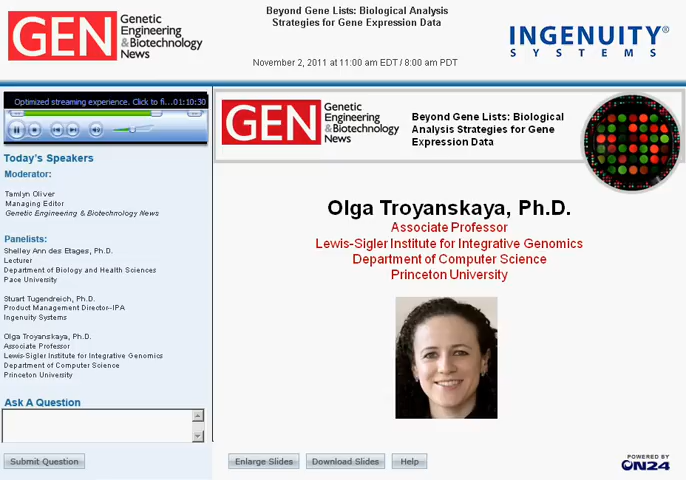 GEN
Genetic
Engineering
& Biotechnology
News
Beyond Gene Lists: Biological Analysis
Strategies for Gene Expression Data
November 2, 2011 at 11:00 am EDT / 8:00 am PDT
INGENUITY®
SYSTEMS
Optimized streaming experience. Click to fi... 01:10:30
Today's Speakers
Moderator:
Tamlyn Oliver
Managing Editor
Genetic Engineering & Biotechnology News
Panelists:
Shelley Ann des Etages, Ph.D.
Lecturer
Department of Biology and Health Sciences
Pace University
Stuart Tugendreich, Ph.D.
Product Management Director–IPA
Ingenuity Systems
Olga Troyanskaya, Ph.D.
Associate Professor
Lewis-Sigler Institute for Integrative Genomics
Department of Computer Science
Princeton University
Ask A Question
Submit Question
GEN
Genetic
Engineering
& Biotechnology
News
Beyond Gene Lists: Biological
Analysis Strategies for Gene
Expression Data
Olga Troyanskaya, Ph.D.
Associate Professor
Lewis-Sigler Institute for Integrative Genomics
Department of Computer Science
Princeton University
Enlarge Slides
Download Slides
Help
POWERED BY
ON24